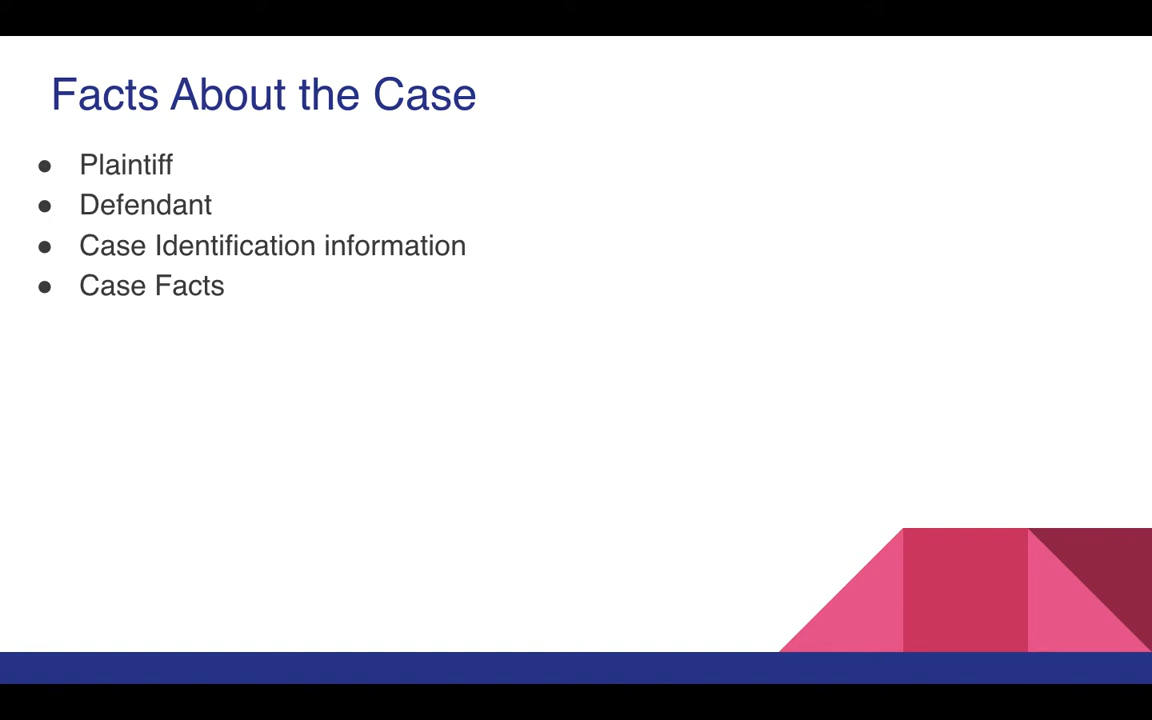 Facts About the Case
● Plaintiff
● Defendant
● Case Identification information
● Case Facts